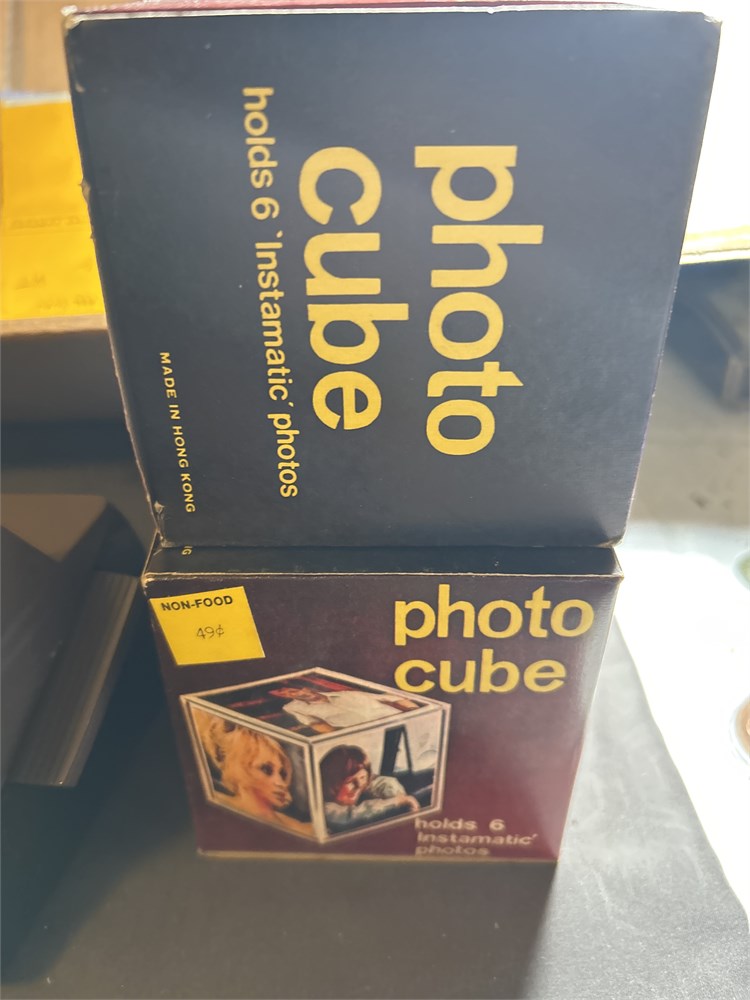 photo
cube
holds 6 `Instamatic´ photos
MADE IN HONG KONG
NON-FOOD
49¢
photo
cube
holds 6
Instamatic´
photos